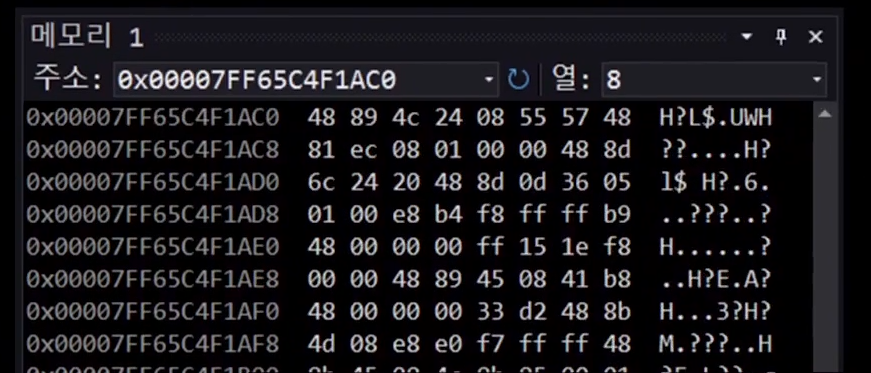 메모리 1
주소: 0x00007FF65C4F1AC0 열: 8
0x00007FF65C4F1AC0 48 89 4c 24 08 55 57 48 H?L$.UWH
0x00007FF65C4F1AC8 81 ec 08 01 00 00 48 8d ??....H?
0x00007FF65C4F1AD0 6c 24 20 48 8d 0d 36 05 l$ H?.6.
0x00007FF65C4F1AD8 01 00 e8 b4 f8 ff ff b9 ..???..?
0x00007FF65C4F1AE0 48 00 00 00 ff 15 1e f8 H......?
0x00007FF65C4F1AE8 00 00 48 89 45 08 41 b8 ..H?E.A?
0x00007FF65C4F1AF0 48 00 00 00 33 d2 48 8b H...3?H?
0x00007FF65C4F1AF8 4d 08 e8 e0 f7 ff ff 48 M.???..H